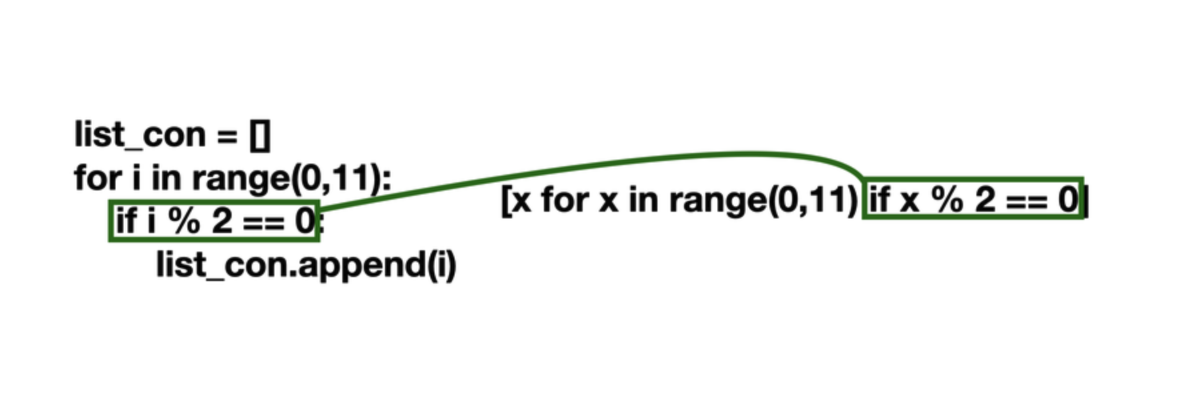 list_con = []
for i in range(0,11):
if i % 2 == 0:
list_con.append(i)
[x for x in range(0,11) if x % 2 == 0]